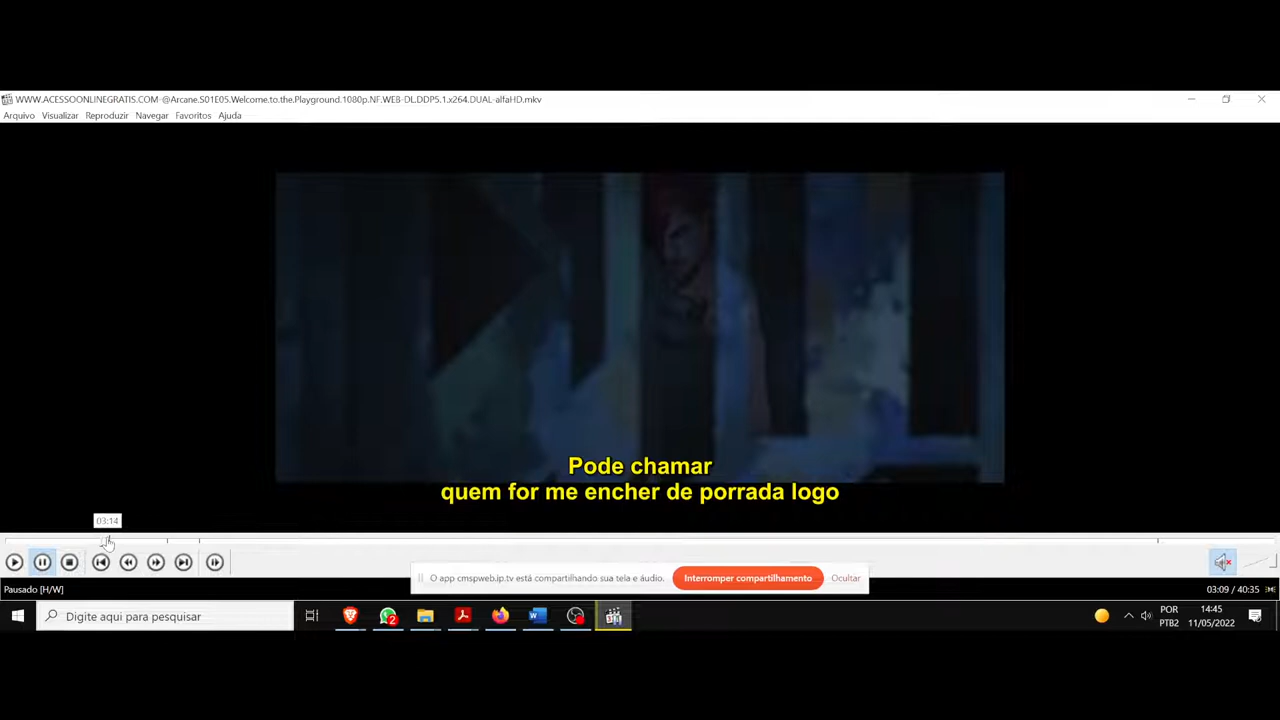 WWW.ACESSOONLINEGRATIS.COM-@Arcane.S01E05.Welcome.to.the.Playground.1080p.NF.WEB-DL.DDP5.1.x264.DUAL-alfaHD.mkv
Arquivo Visualizar Reproduzir Navegar Favoritos Ajuda
Pode chamar
quem for me encher de porrada logo
03:14
O app cmspweb.ip.tv está compartilhando sua tela e áudio. Interromper compartilhamento Ocultar
Pausado [H/W] 03:09 / 40:35
Digite aqui para pesquisar
2
POR
PTB2
14:45
11/05/2022